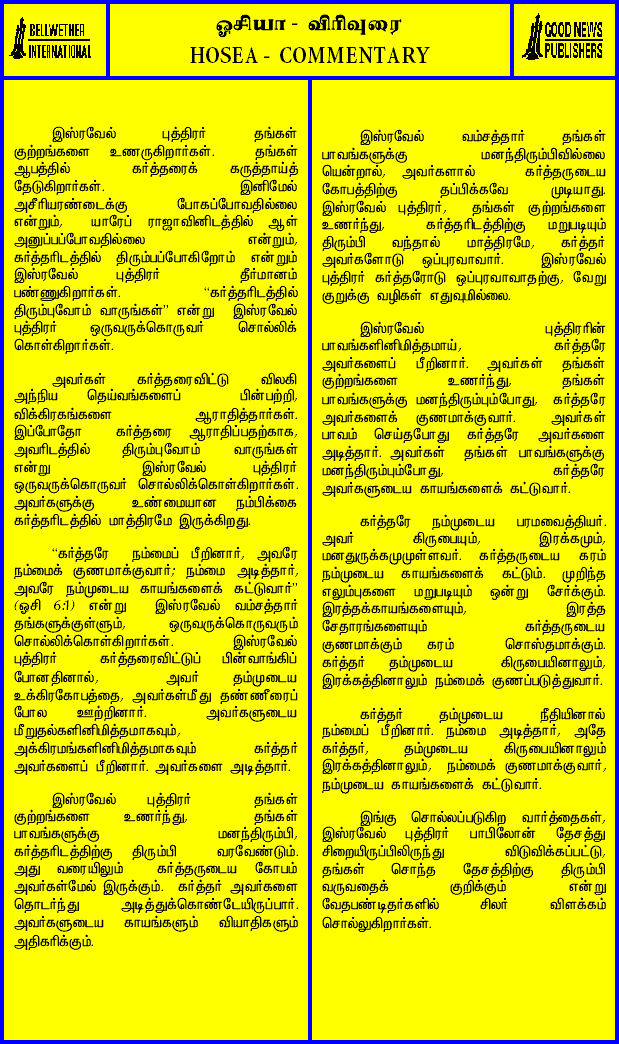 BELLWETHER
INTERNATIONAL
ஓசியா - விரிவுரை
HOSEA - COMMENTARY
GOOD NEWS
PUBLISHERS
இஸ்ரவேல் புத்திரர் தங்கள்
குற்றங்களை உணருகிறார்கள். தங்கள்
ஆபத்தில் கர்த்தரைக் கருத்தாய்த்
தேடுகிறார்கள். இனிமேல்
அசீரியரண்டைக்கு போகப்போவதில்லை
என்றும், யாரேப் ராஜாவினிடத்தில் ஆள்
அனுப்பப்போவதில்லை என்றும்,
கர்த்தரிடத்தில் திரும்பப்போகிறோம் என்றும்
இஸ்ரவேல் புத்திரர் தீர்மானம்
பண்ணுகிறார்கள். “கர்த்தரிடத்தில்
திரும்புவோம் வாருங்கள்” என்று இஸ்ரவேல்
புத்திரர் ஒருவருக்கொருவர் சொல்லிக்
கொள்கிறார்கள்.
அவர்கள் கர்த்தரைவிட்டு விலகி
அந்நிய தெய்வங்களைப் பின்பற்றி,
விக்கிரகங்களை ஆராதித்தார்கள்.
இப்போதோ கர்த்தரை ஆராதிப்பதற்காக,
அவரிடத்தில் திரும்புவோம் வாருங்கள்
என்று இஸ்ரவேல் புத்திரர்
ஒருவருக்கொருவர் சொல்லிக்கொள்கிறார்கள்.
அவர்களுக்கு உண்மையான நம்பிக்கை
கர்த்தரிடத்தில் மாத்திரமே இருக்கிறது.
“கர்த்தரே நம்மைப் பீறினார், அவரே
நம்மைக் குணமாக்குவார்; நம்மை அடித்தார்,
அவரே நம்முடைய காயங்களைக் கட்டுவார்”
(ஓசி 6:1) என்று இஸ்ரவேல் வம்சத்தார்
தங்களுக்குள்ளும், ஒருவருக்கொருவரும்
சொல்லிக்கொள்கிறார்கள். இஸ்ரவேல்
புத்திரர் கர்த்தரைவிட்டுப் பின்வாங்கிப்
போனதினால், அவர் தம்முடைய
உக்கிரகோபத்தை, அவர்கள்மீது தண்ணீரைப்
போல ஊற்றினார். அவர்களுடைய
மீறுதல்களினிமித்தமாகவும்,
அக்கிரமங்களினிமித்தமாகவும் கர்த்தர்
அவர்களைப் பீறினார். அவர்களை அடித்தார்.
இஸ்ரவேல் புத்திரர் தங்கள்
குற்றங்களை உணர்ந்து, தங்கள்
பாவங்களுக்கு மனந்திரும்பி,
கர்த்தரிடத்திற்கு திரும்பி வரவேண்டும்.
அது வரையிலும் கர்த்தருடைய கோபம்
அவர்கள்மேல் இருக்கும். கர்த்தர் அவர்களை
தொடர்ந்து அடித்துக்கொண்டேயிருப்பார்.
அவர்களுடைய காயங்களும் வியாதிகளும்
அதிகரிக்கும்.
இஸ்ரவேல் வம்சத்தார் தங்கள்
பாவங்களுக்கு மனந்திரும்பிவில்லை
யென்றால், அவர்களால் கர்த்தருடைய
கோபத்திற்கு தப்பிக்கவே முடியாது.
இஸ்ரவேல் புத்திரர், தங்கள் குற்றங்களை
உணர்ந்து, கர்த்தரிடத்திற்கு மறுபடியும்
திரும்பி வந்தால் மாத்திரமே, கர்த்தர்
அவர்களோடு ஒப்புரவாவார். இஸ்ரவேல்
புத்திரர் கர்த்தரோடு ஒப்புரவாவாதற்கு, வேறு
குறுக்கு வழிகள் எதுவுமில்லை.
இஸ்ரவேல் புத்திரரின்
பாவங்களினிமித்தமாய், கர்த்தரே
அவர்களைப் பீறினார். அவர்கள் தங்கள்
குற்றங்களை உணர்ந்து, தங்கள்
பாவங்களுக்கு மனந்திரும்பும்போது, கர்த்தரே
அவர்களைக் குணமாக்குவார். அவர்கள்
பாவம் செய்தபோது கர்த்தரே அவர்களை
அடித்தார். அவர்கள் தங்கள் பாவங்களுக்கு
மனந்திரும்பும்போது, கர்த்தரே
அவர்களுடைய காயங்களைக் கட்டுவார்.
கர்த்தரே நம்முடைய பரமவைத்தியர்.
அவர் கிருபையும், இரக்கமும்,
மனதுருக்கமுமுள்ளவர். கர்த்தருடைய கரம்
நம்முடைய காயங்களைக் கட்டும். முறிந்த
எலும்புகளை மறுபடியும் ஒன்று சேர்க்கும்.
இரத்தக்காயங்களையும், இரத்த
சேதாரங்களையும் கர்த்தருடைய
குணமாக்கும் கரம் சொஸ்தமாக்கும்.
கர்த்தர் தம்முடைய கிருபையினாலும்,
இரக்கத்தினாலும் நம்மைக் குணப்படுத்துவார்.
கர்த்தர் தம்முடைய நீதியினால்
நம்மைப் பீறினார். நம்மை அடித்தார், அதே
கர்த்தர், தம்முடைய கிருபையினாலும்
இரக்கத்தினாலும், நம்மைக் குணமாக்குவார்,
நம்முடைய காயங்களைக் கட்டுவார்.
இங்கு சொல்லப்படுகிற வார்த்தைகள்,
இஸ்ரவேல் புத்திரர் பாபிலோன் தேசத்து
சிறையிருப்பிலிருந்து விடுவிக்கப்பட்டு,
தங்கள் சொந்த தேசத்திற்கு திரும்பி
வருவதைக் குறிக்கும் என்று
வேதபண்டிதர்களில் சிலர் விளக்கம்
சொல்லுகிறார்கள்.